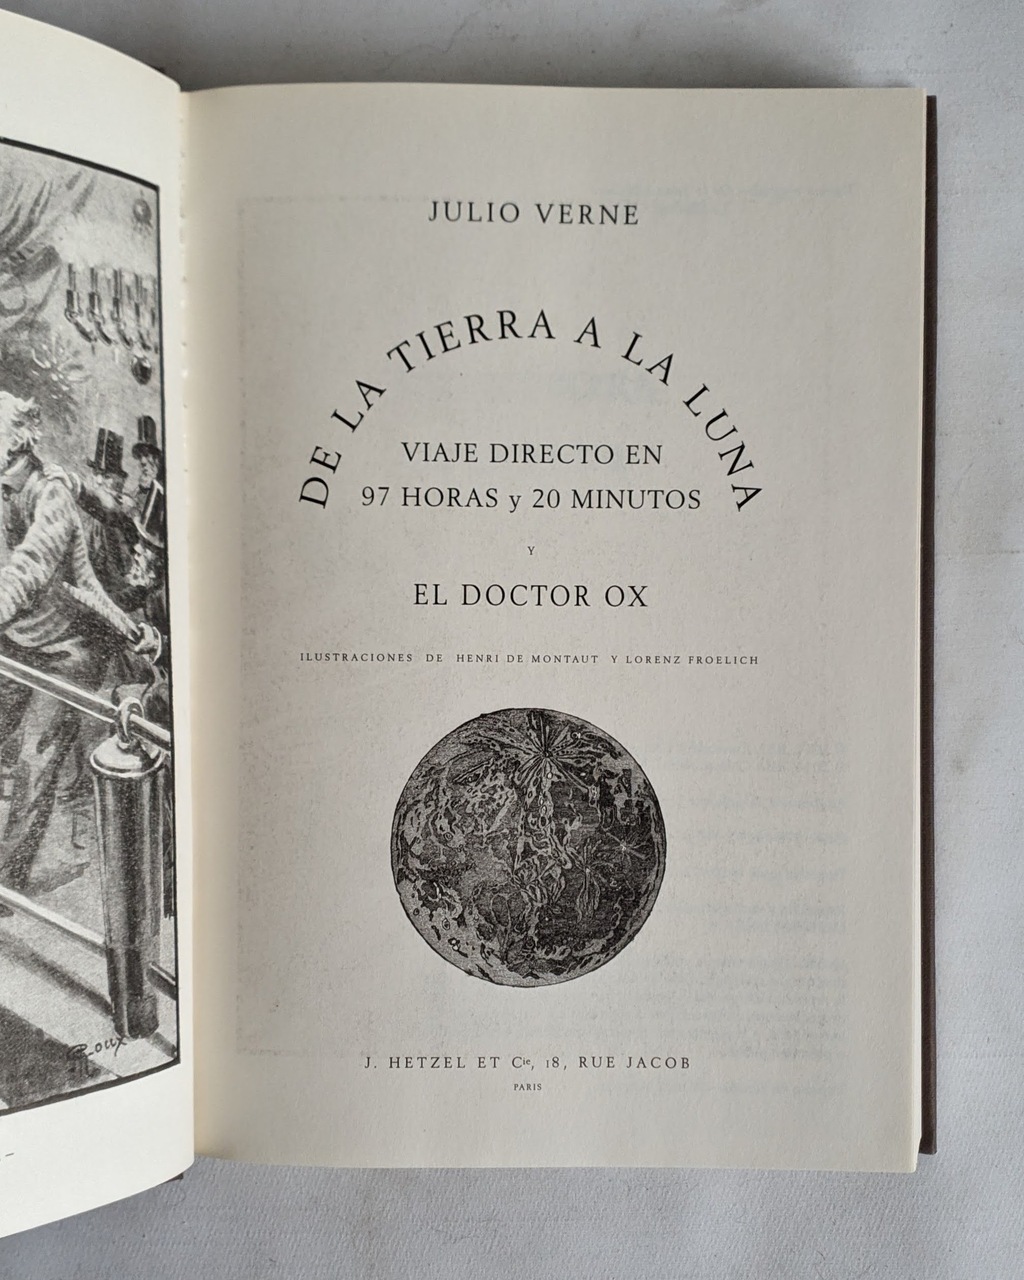 JULIO VERNE
DE LA TIERRA A LA LUNA
VIAJE DIRECTO EN
97 HORAS y 20 MINUTOS
Y
EL DOCTOR OX
ILUSTRACIONES DE HENRI DE MONTAUT Y LORENZ FROELICH
J. HETZEL ET Cie, 18, RUE JACOB
PARIS
Roux